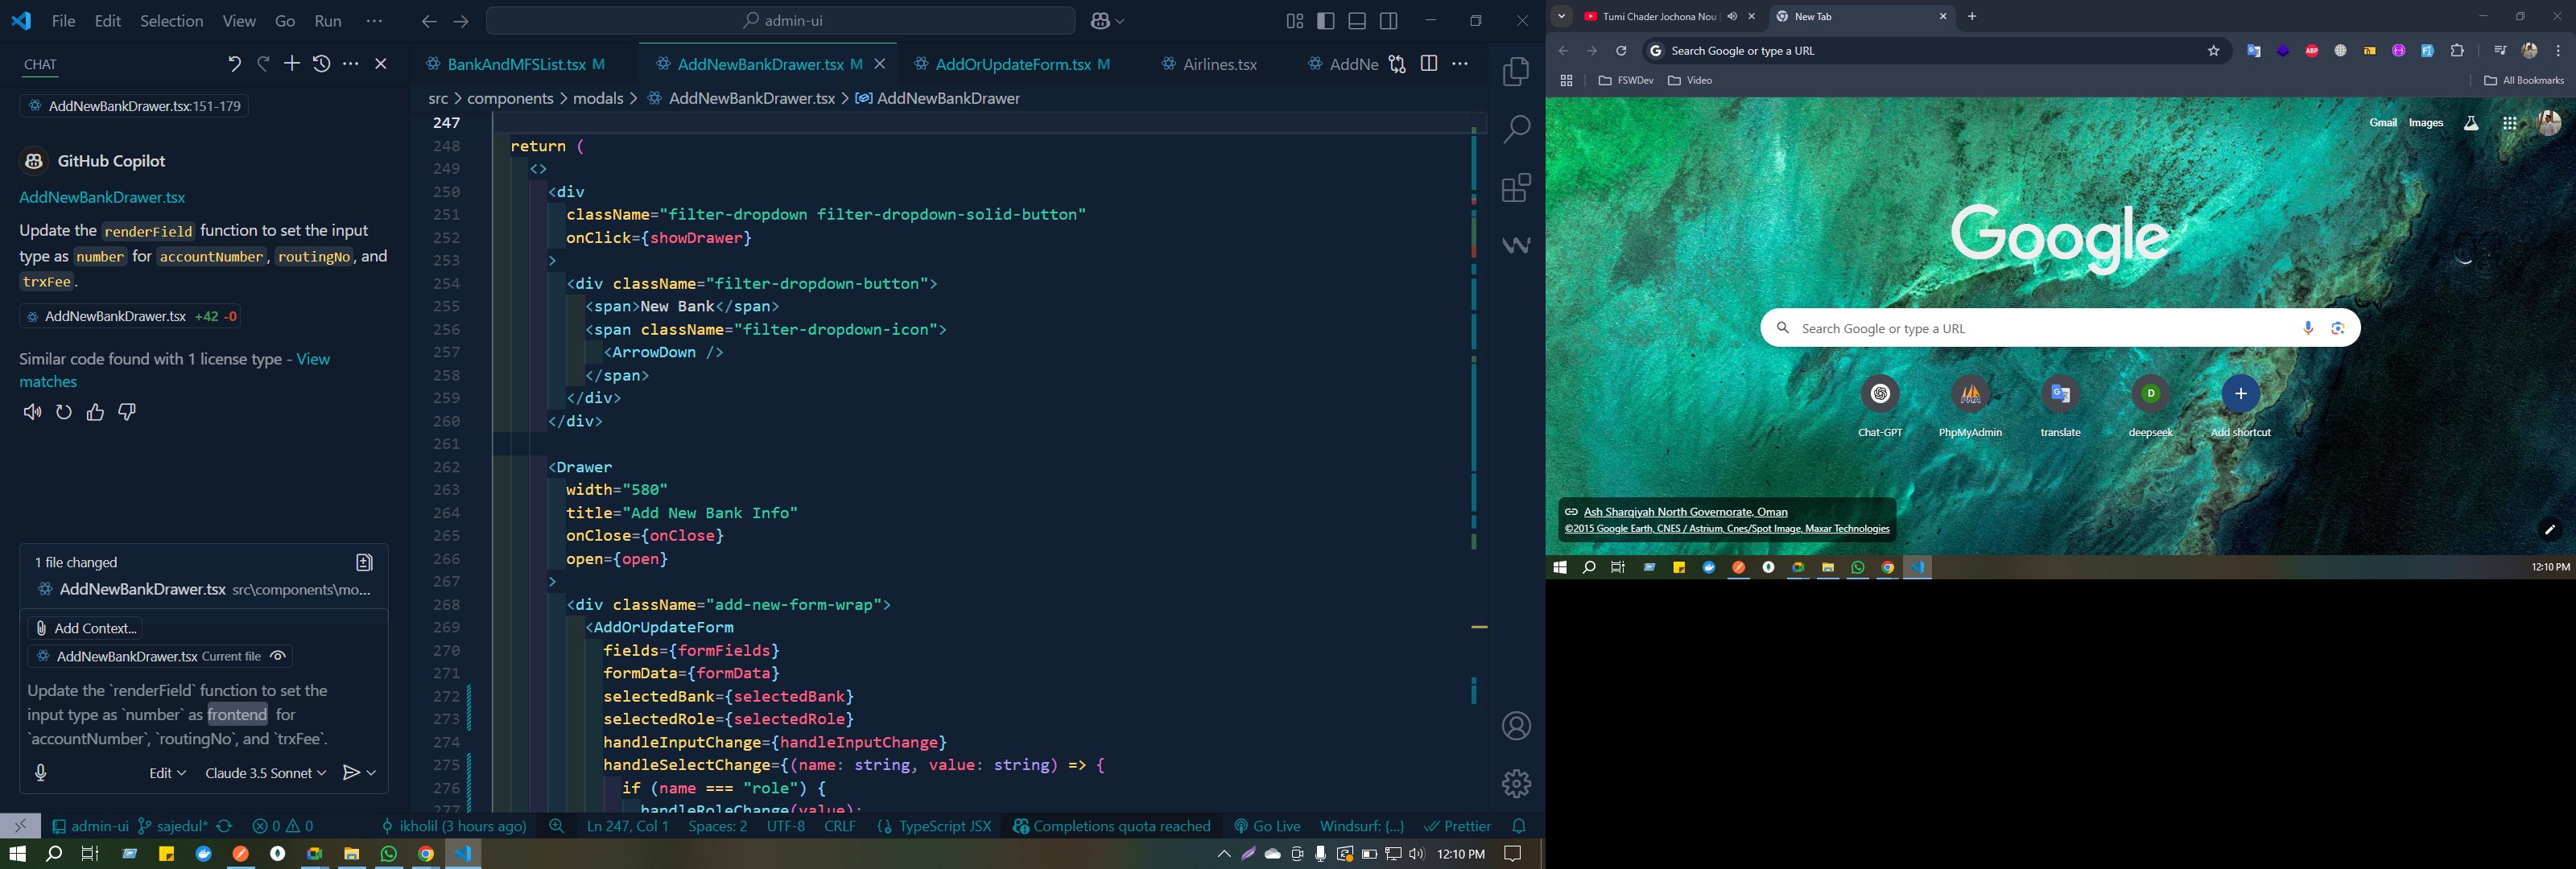 File Edit Selection View Go Run ···
admin-ui
CHAT
AddNewBankDrawer.tsx:151-179
GitHub Copilot
AddNewBankDrawer.tsx
Update the renderField function to set the input
type as number for accountNumber, routingNo, and
trxFee.
AddNewBankDrawer.tsx +42 -0
Similar code found with 1 license type - View
matches
1 file changed
AddNewBankDrawer.tsx src\components\mo...
Add Context...
AddNewBankDrawer.tsx Current file
Update the `renderField` function to set the
input type as `number` as frontend for
`accountNumber`, `routingNo`, and `trxFee`.
Edit Claude 3.5 Sonnet
BankAndMFSList.tsx M AddNewBankDrawer.tsx M AddOrUpdateForm.tsx M Airlines.tsx AddNe
src > components > modals > AddNewBankDrawer.tsx > AddNewBankDrawer
247
248 return (
249 <>
250 <div
251 className="filter-dropdown filter-dropdown-solid-button"
252 onClick={showDrawer}
253 >
254 <div className="filter-dropdown-button">
255 <span>New Bank</span>
256 <span className="filter-dropdown-icon">
257 <ArrowDown />
258 </span>
259 </div>
260 </div>
261
262 <Drawer
263 width="580"
264 title="Add New Bank Info"
265 onClose={onClose}
266 open={open}
267 >
268 <div className="add-new-form-wrap">
269 <AddOrUpdateForm
270 fields={formFields}
271 formData={formData}
272 selectedBank={selectedBank}
273 selectedRole={selectedRole}
274 handleInputChange={handleInputChange}
275 handleSelectChange={(name: string, value: string) => {
276 if (name === "role") {
277 handleRoleChange(value);
admin-ui sajedul* 0 0 ikholil (3 hours ago) Ln 247, Col 1 Spaces: 2 UTF-8 CRLF TypeScript JSX Completions quota reached Go Live Windsurf: {...} Prettier
12:10 PM
Tumi Chader Jochona Nou New Tab
Search Google or type a URL
FSWDev Video All Bookmarks
Gmail Images
Google
Search Google or type a URL
Chat-GPT PhpMyAdmin translate deepseek Add shortcut
D
Ash Sharqiyah North Governorate, Oman
©2015 Google Earth, CNES / Astrium, Cnes/Spot Image, Maxar Technologies
12:10 PM